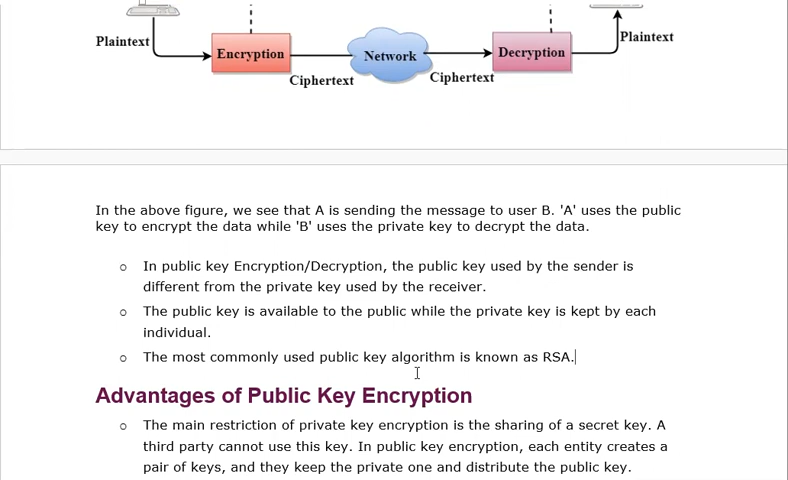 Plaintext
Encryption
Ciphertext
Network
Ciphertext
Decryption
Plaintext
In the above figure, we see that A is sending the message to user B. 'A' uses the public
key to encrypt the data while 'B' uses the private key to decrypt the data.
o In public key Encryption/Decryption, the public key used by the sender is
different from the private key used by the receiver.
o The public key is available to the public while the private key is kept by each
individual.
o The most commonly used public key algorithm is known as RSA.
Advantages of Public Key Encryption
o The main restriction of private key encryption is the sharing of a secret key. A
third party cannot use this key. In public key encryption, each entity creates a
pair of keys, and they keep the private one and distribute the public key.